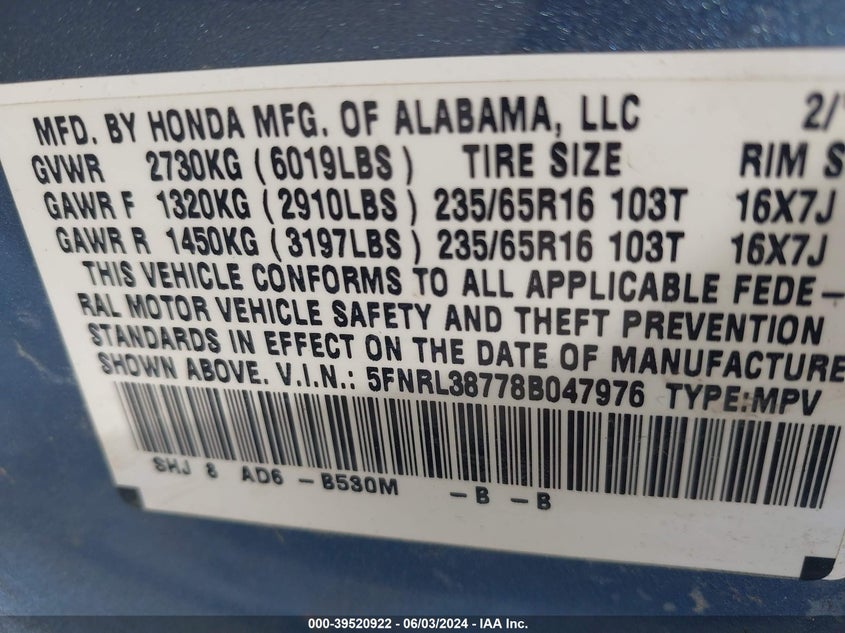 MFD. BY HONDA MFG. OF ALABAMA, LLC 2/
GVWR 2730KG (6019LBS) TIRE SIZE RIM S
GAWR F 1320KG (2910LBS) 235/65R16 103T 16X7J
GAWR R 1450KG (3197LBS) 235/65R16 103T 16X7J
THIS VEHICLE CONFORMS TO ALL APPLICABLE FEDE-
RAL MOTOR VEHICLE SAFETY AND THEFT PREVENTION
STANDARDS IN EFFECT ON THE DATE OF MANUFACTURE
SHOWN ABOVE. V.I.N.: 5FNRL38778B047976 TYPE:MPV
SHJ 8 AD6 -B530M -B -B
000-39520922 - 06/03/2024 - IAA Inc.